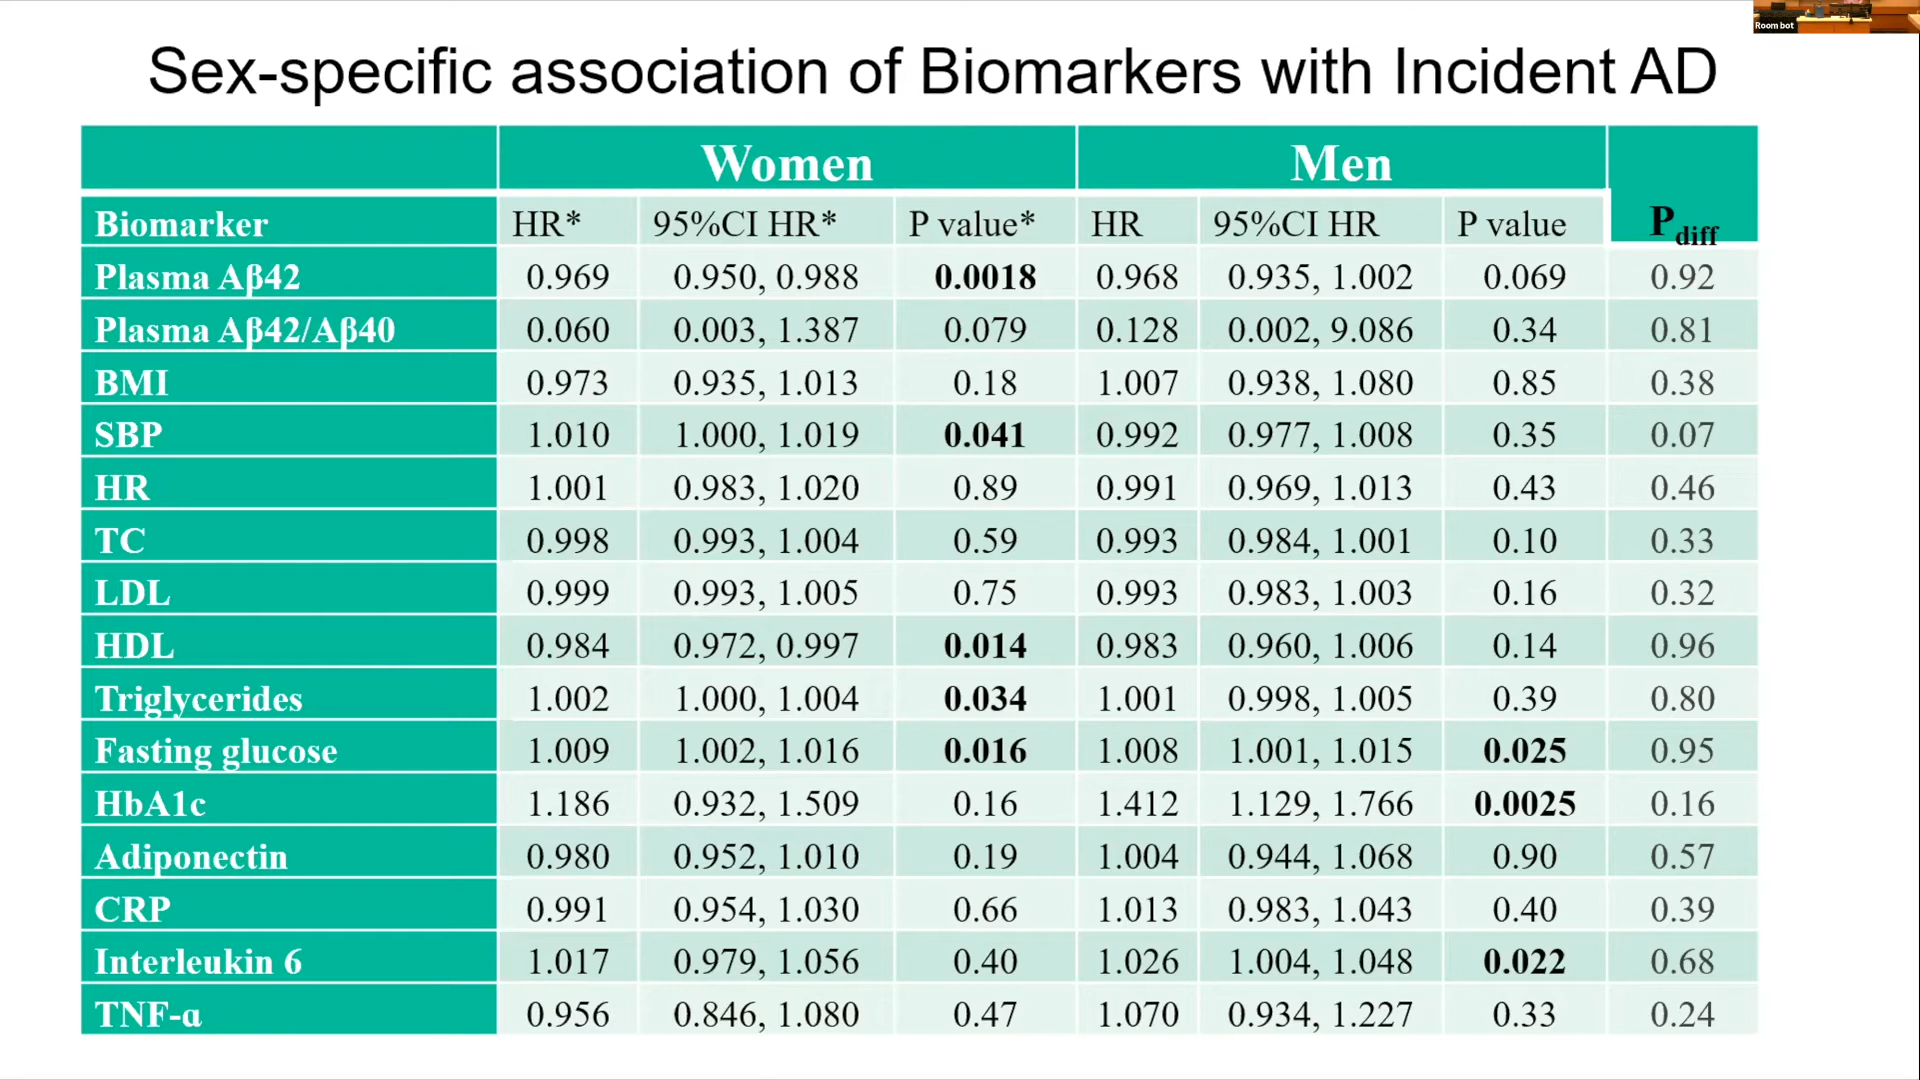 Room bot
Sex-specific association of Biomarkers with Incident AD
Women Men
Biomarker HR* 95%CI HR* P value* HR 95%CI HR P value Pdiff
Plasma Aβ42 0.969 0.950, 0.988 0.0018 0.968 0.935, 1.002 0.069 0.92
Plasma Aβ42/Aβ40 0.060 0.003, 1.387 0.079 0.128 0.002, 9.086 0.34 0.81
BMI 0.973 0.935, 1.013 0.18 1.007 0.938, 1.080 0.85 0.38
SBP 1.010 1.000, 1.019 0.041 0.992 0.977, 1.008 0.35 0.07
HR 1.001 0.983, 1.020 0.89 0.991 0.969, 1.013 0.43 0.46
TC 0.998 0.993, 1.004 0.59 0.993 0.984, 1.001 0.10 0.33
LDL 0.999 0.993, 1.005 0.75 0.993 0.983, 1.003 0.16 0.32
HDL 0.984 0.972, 0.997 0.014 0.983 0.960, 1.006 0.14 0.96
Triglycerides 1.002 1.000, 1.004 0.034 1.001 0.998, 1.005 0.39 0.80
Fasting glucose 1.009 1.002, 1.016 0.016 1.008 1.001, 1.015 0.025 0.95
HbA1c 1.186 0.932, 1.509 0.16 1.412 1.129, 1.766 0.0025 0.16
Adiponectin 0.980 0.952, 1.010 0.19 1.004 0.944, 1.068 0.90 0.57
CRP 0.991 0.954, 1.030 0.66 1.013 0.983, 1.043 0.40 0.39
Interleukin 6 1.017 0.979, 1.056 0.40 1.026 1.004, 1.048 0.022 0.68
TNF-α 0.956 0.846, 1.080 0.47 1.070 0.934, 1.227 0.33 0.24